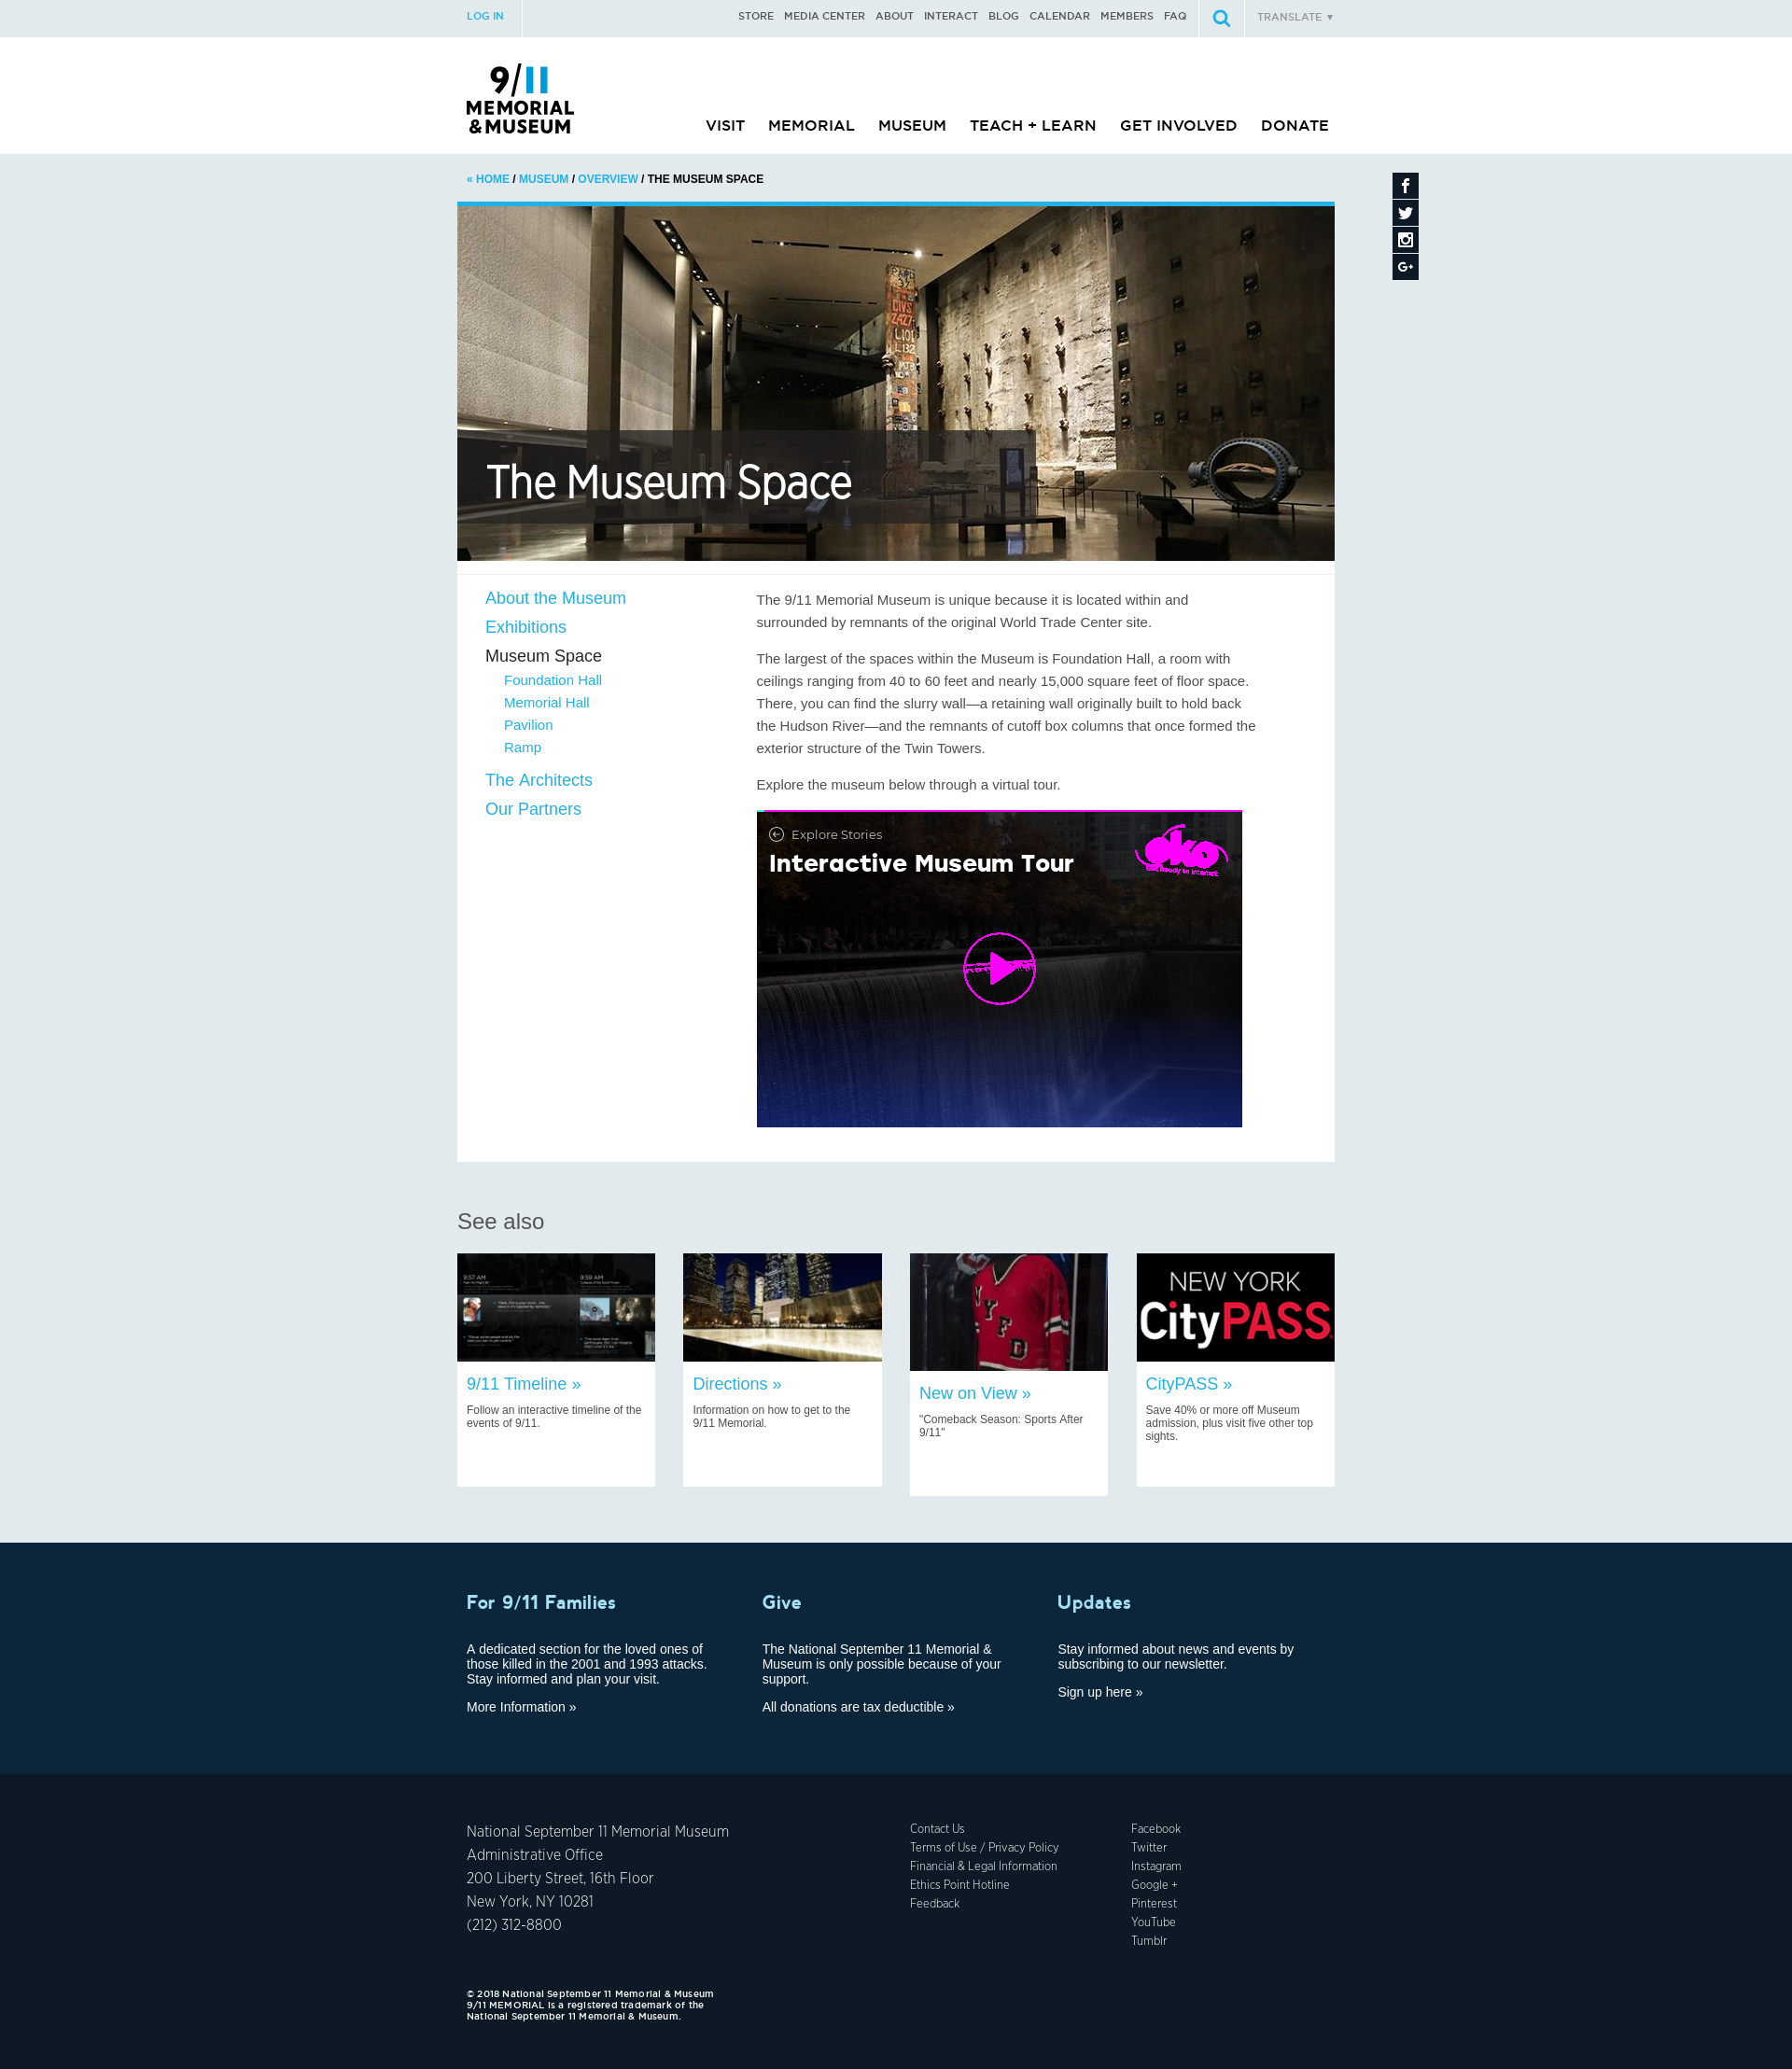 LOG IN
STORE MEDIA CENTER ABOUT INTERACT BLOG CALENDAR MEMBERS FAQ
TRANSLATE ▼
9/11
MEMORIAL
&MUSEUM
VISIT MEMORIAL MUSEUM TEACH + LEARN GET INVOLVED DONATE
« HOME / MUSEUM / OVERVIEW / THE MUSEUM SPACE
PAPD
37
CIVS
2427
L101
L132
The Museum Space
About the Museum
Exhibitions
Museum Space
Foundation Hall
Memorial Hall
Pavilion
Ramp
The Architects
Our Partners
The 9/11 Memorial Museum is unique because it is located within and
surrounded by remnants of the original World Trade Center site.
The largest of the spaces within the Museum is Foundation Hall, a room with
ceilings ranging from 40 to 60 feet and nearly 15,000 square feet of floor space.
There, you can find the slurry wall—a retaining wall originally built to hold back
the Hudson River—and the remnants of cutoff box columns that once formed the
exterior structure of the Twin Towers.
Explore the museum below through a virtual tour.
Explore Stories
Interactive Museum Tour
oko
Get Ready to Internet
See also
9:57 AM
9:59 AM
NYFD
NEW YORK
CityPASS
9/11 Timeline »
Follow an interactive timeline of the
events of 9/11.
Directions »
Information on how to get to the
9/11 Memorial.
New on View »
"Comeback Season: Sports After
9/11"
CityPASS »
Save 40% or more off Museum
admission, plus visit five other top
sights.
For 9/11 Families
A dedicated section for the loved ones of
those killed in the 2001 and 1993 attacks.
Stay informed and plan your visit.
More Information »
Give
The National September 11 Memorial &
Museum is only possible because of your
support.
All donations are tax deductible »
Updates
Stay informed about news and events by
subscribing to our newsletter.
Sign up here »
National September 11 Memorial Museum
Administrative Office
200 Liberty Street, 16th Floor
New York, NY 10281
(212) 312-8800
Contact Us
Terms of Use / Privacy Policy
Financial & Legal Information
Ethics Point Hotline
Feedback
Facebook
Twitter
Instagram
Google +
Pinterest
YouTube
Tumblr
© 2018 National September 11 Memorial & Museum
9/11 MEMORIAL is a registered trademark of the
National September 11 Memorial & Museum.